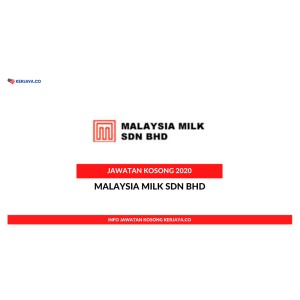 KERJAYA.CO
MALAYSIA MILK
SDN BHD
JAWATAN KOSONG 2020
MALAYSIA MILK SDN BHD
INFO JAWATAN KOSONG KERJAYA.CO